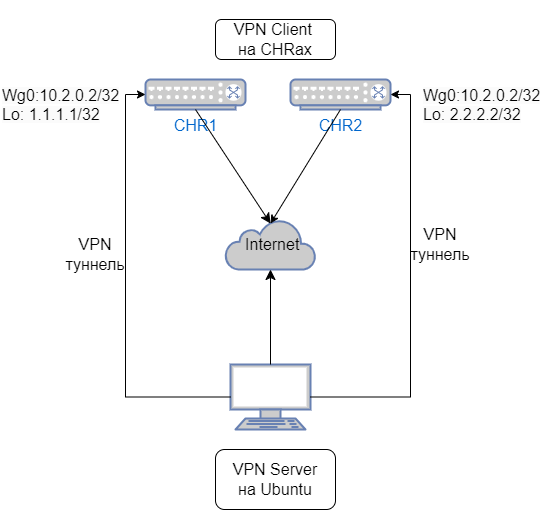 VPN Client
на CHRах
Wg0:10.2.0.2/32
Lo: 1.1.1.1/32
CHR1
CHR2
Wg0:10.2.0.2/32
Lo: 2.2.2.2/32
Internet
VPN
туннель
VPN
туннель
VPN Server
на Ubuntu